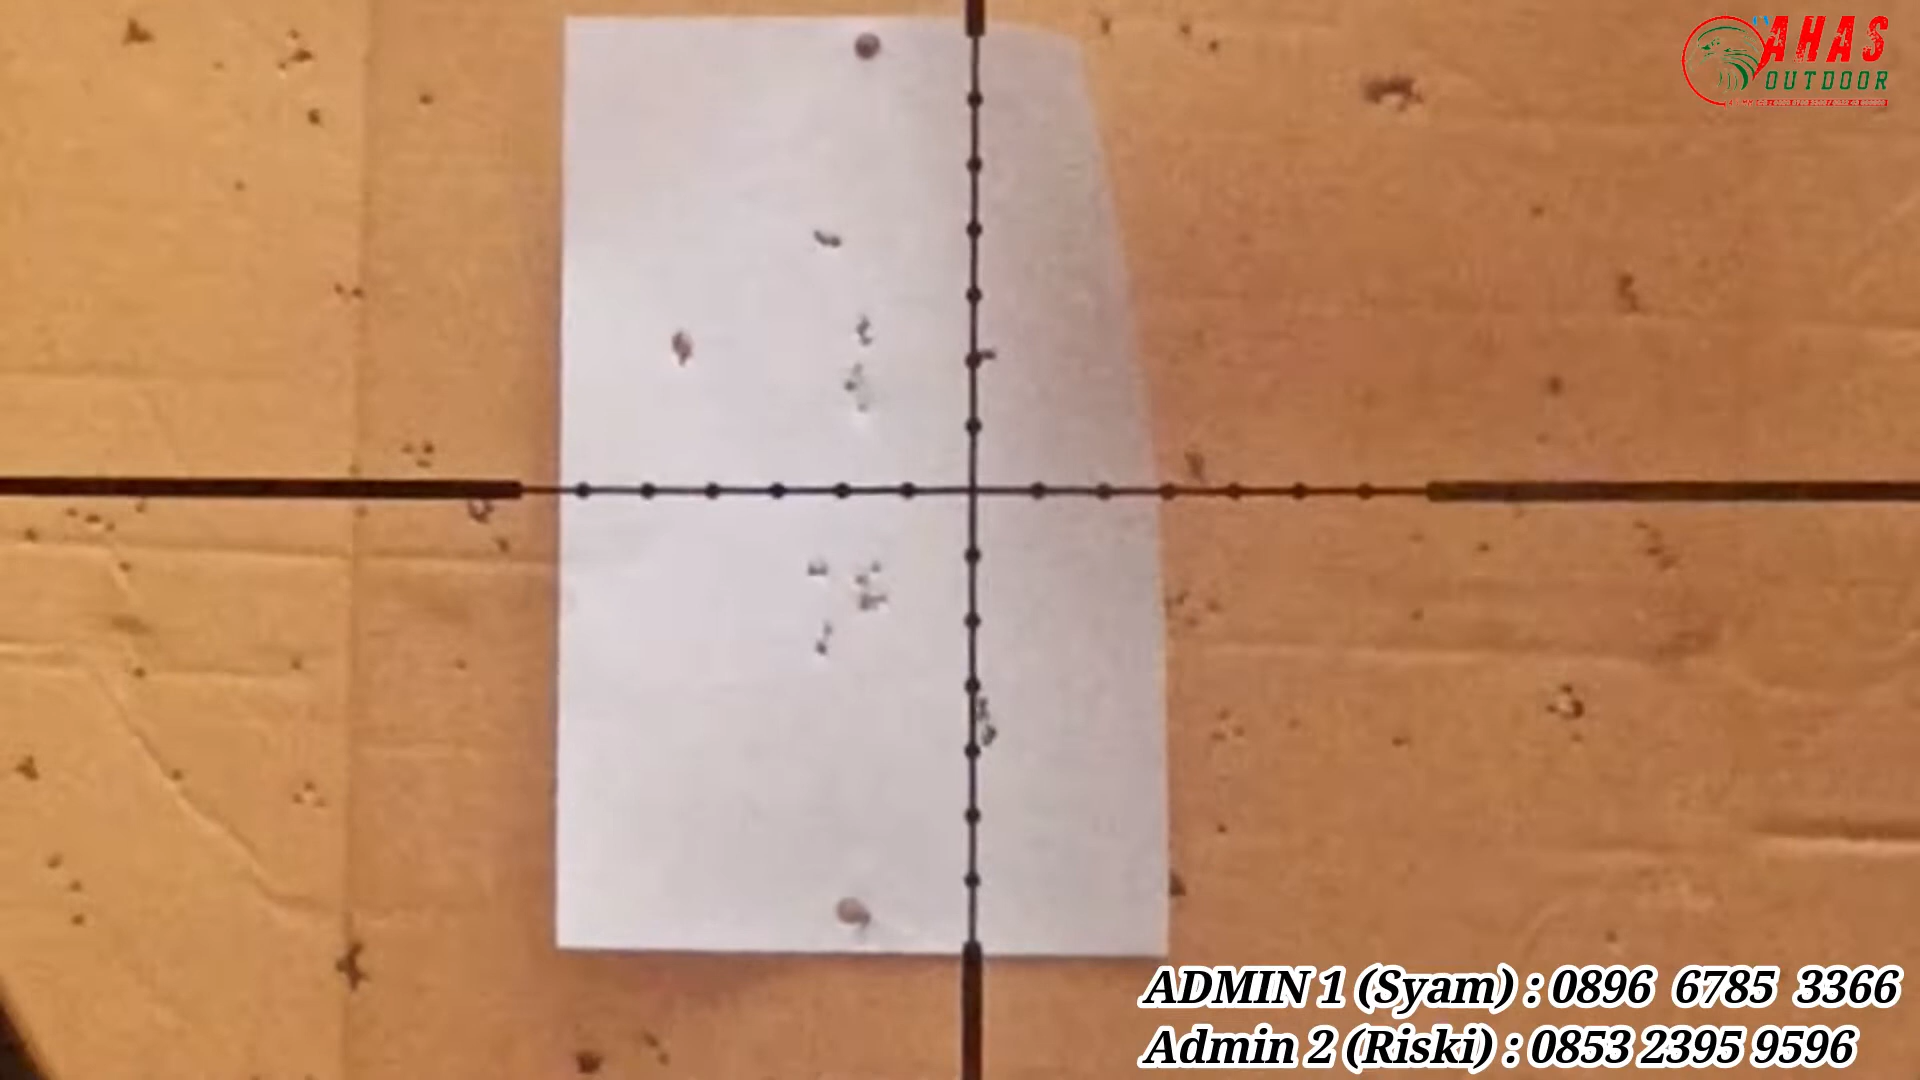 AHAS
OUTDOOR
ADMIN 1 (Syam) : 0896 6785 3366
Admin 2 (Riski) : 0853 2395 9596